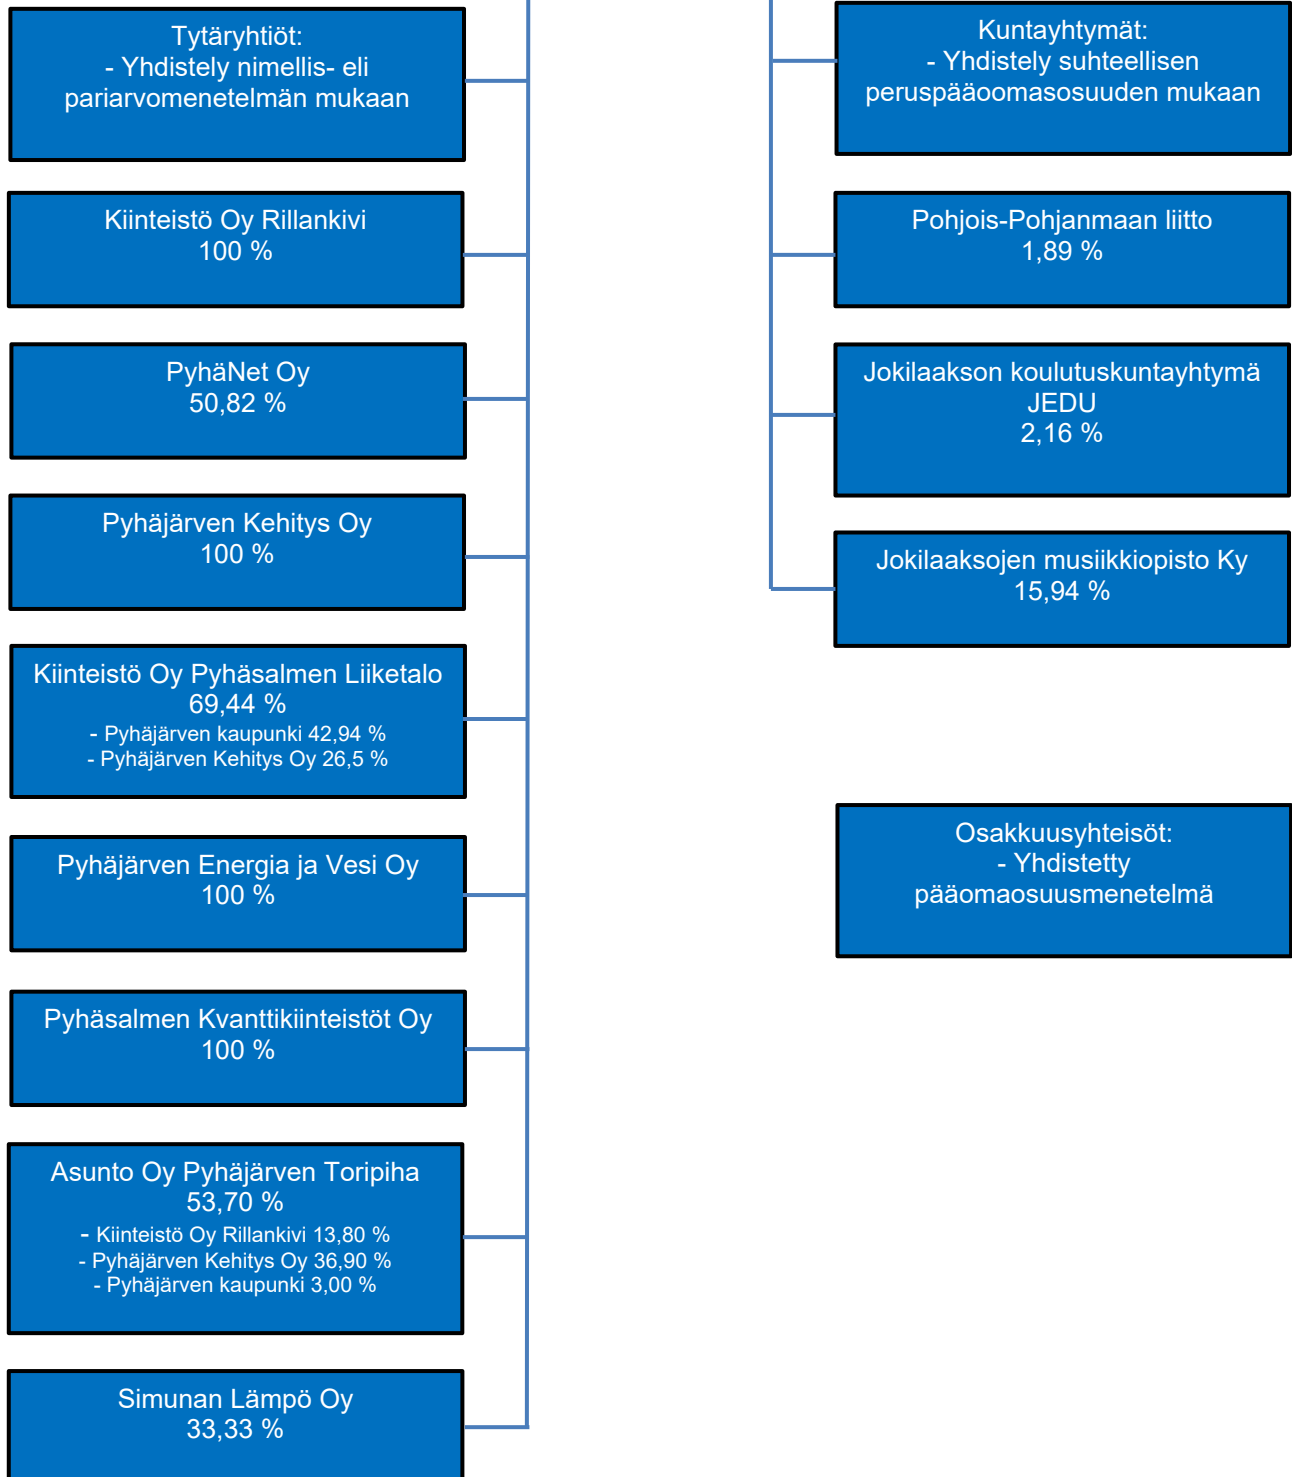 Tytäryhtiöt:
- Yhdistely nimellis- eli
pariarvomenetelmän mukaan
Kiinteistö Oy Rillankivi
100 %
PyhäNet Oy
50,82 %
Pyhäjärven Kehitys Oy
100 %
Kiinteistö Oy Pyhäsalmen Liiketalo
69,44 %
- Pyhäjärven kaupunki 42,94 %
- Pyhäjärven Kehitys Oy 26,5 %
Pyhäjärven Energia ja Vesi Oy
100 %
Pyhäsalmen Kvanttikiinteistöt Oy
100 %
Asunto Oy Pyhäjärven Toripiha
53,70 %
- Kiinteistö Oy Rillankivi 13,80 %
- Pyhäjärven Kehitys Oy 36,90 %
- Pyhäjärven kaupunki 3,00 %
Simunan Lämpö Oy
33,33 %
Kuntayhtymät:
- Yhdistely suhteellisen
peruspääoomasosuuden mukaan
Pohjois-Pohjanmaan liitto
1,89 %
Jokilaakson koulutuskuntayhtymä
JEDU
2,16 %
Jokilaaksojen musiikkiopisto Ky
15,94 %
Osakkuusyhteisöt:
- Yhdistetty
pääomaosuusmenetelmä